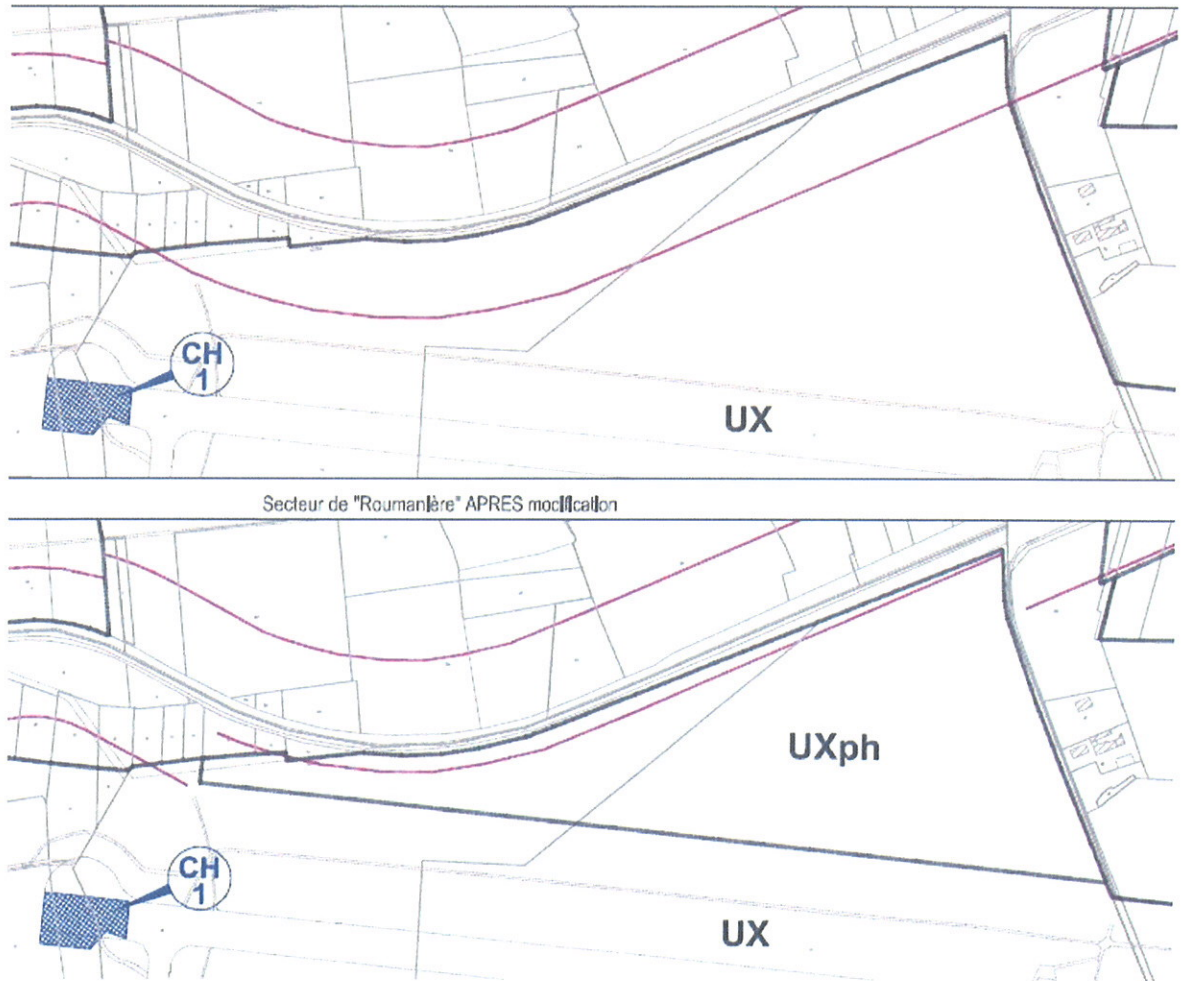 CH
1
UX
Secteur de "Roumanière" APRES modification
UXph
CH
1
UX